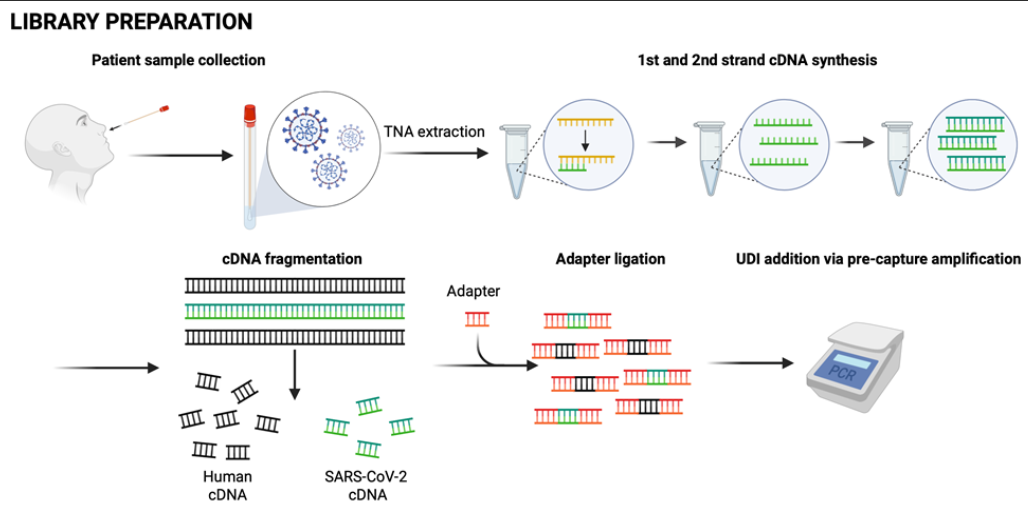 LIBRARY PREPARATION
Patient sample collection
1st and 2nd strand cDNA synthesis
TNA extraction
cDNA fragmentation
Adapter ligation
UDI addition via pre-capture amplification
Adapter
PCR
Human
cDNA
SARS-CoV-2
cDNA